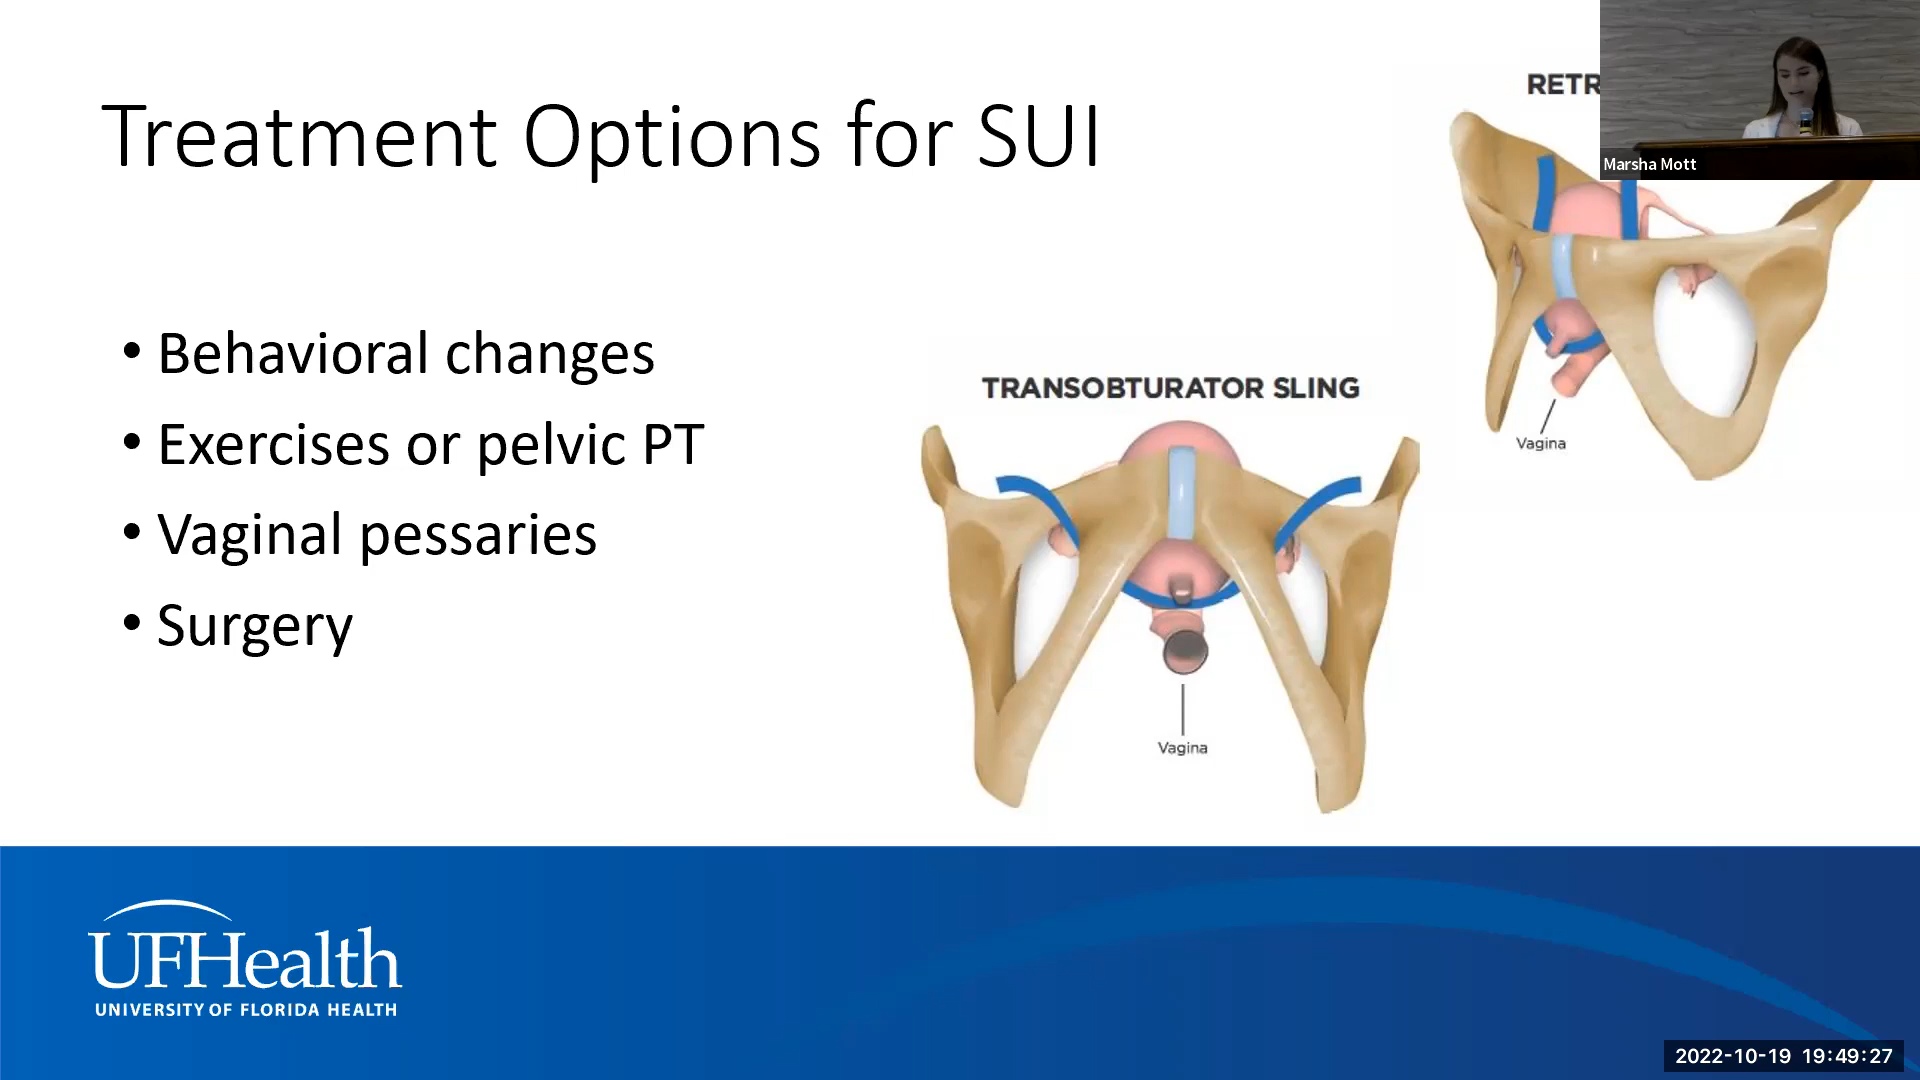 Treatment Options for SUI
RETR
Marsha Mott
• Behavioral changes
• Exercises or pelvic PT
• Vaginal pessaries
• Surgery
TRANSOBTURATOR SLING
Vagina
Vagina
UFHealth
UNIVERSITY OF FLORIDA HEALTH
2022-10-19 19:49:27